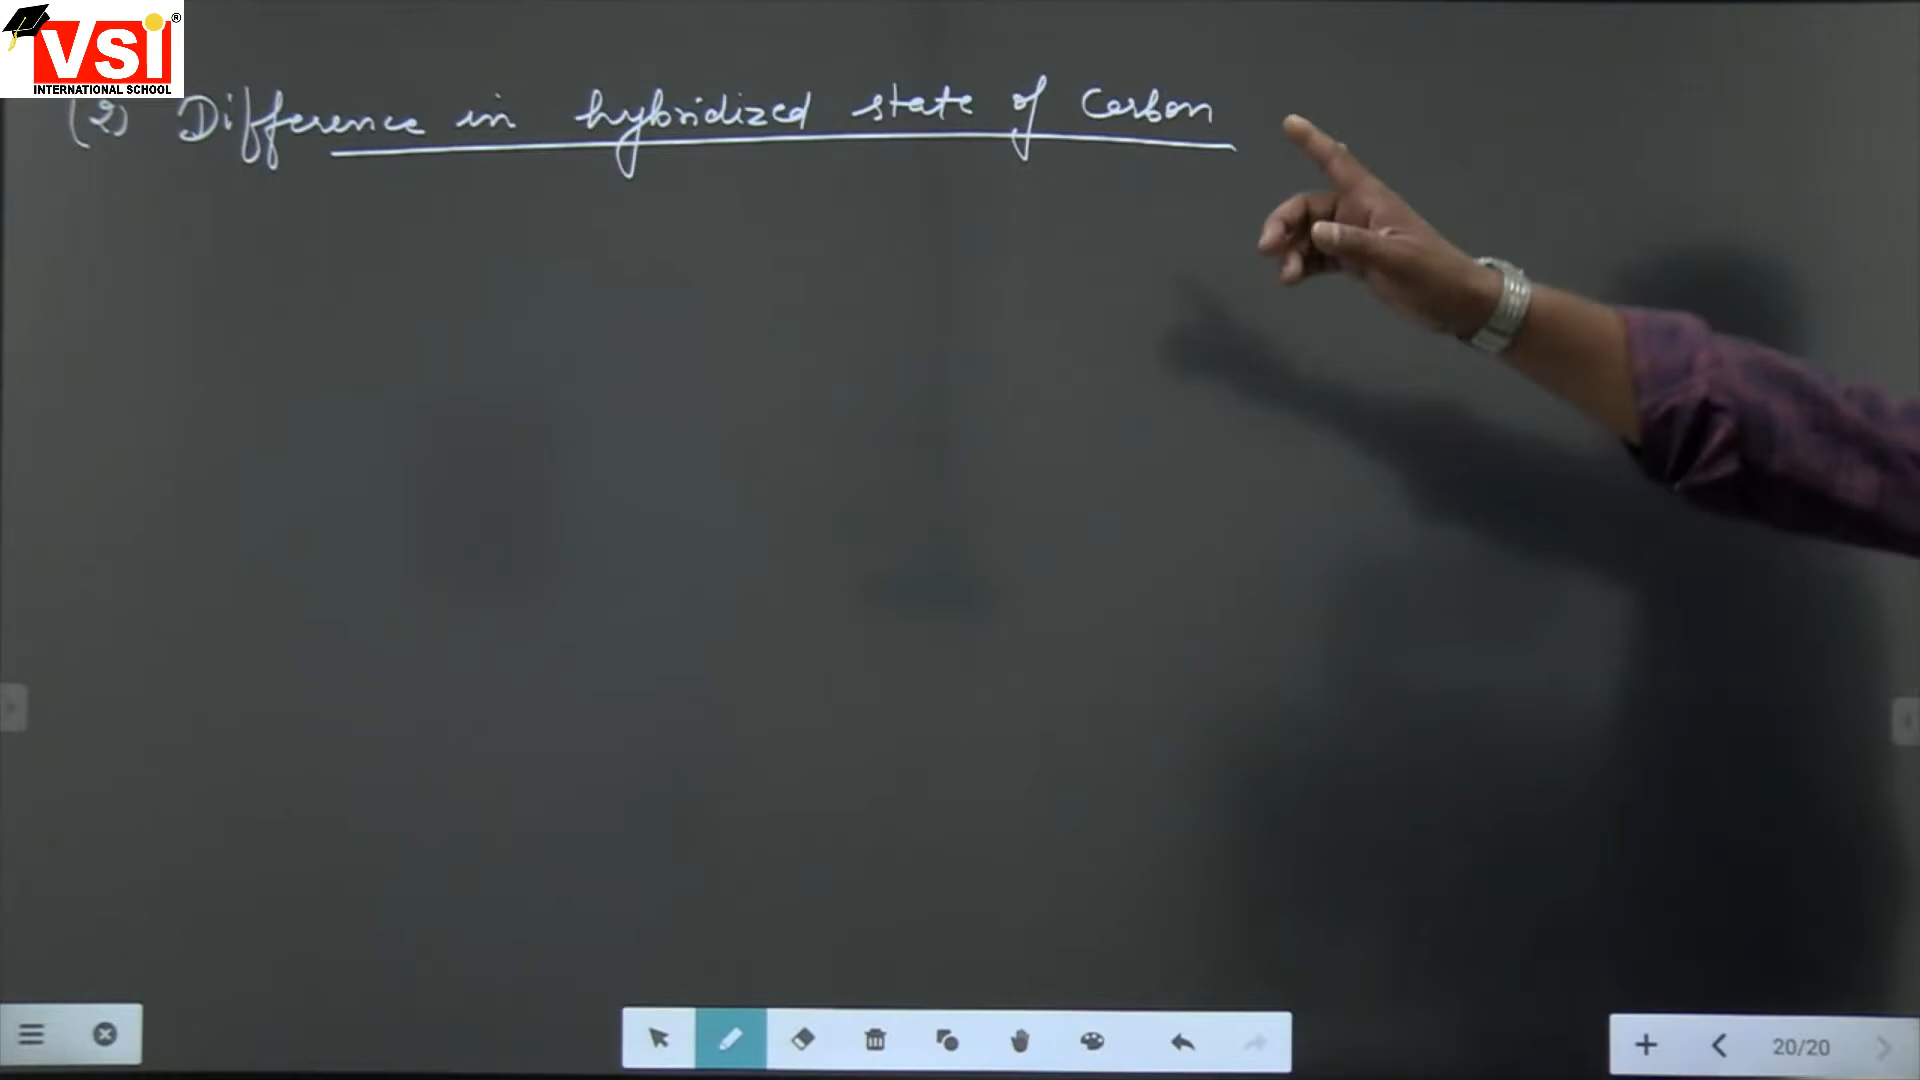 VSI ®
INTERNATIONAL SCHOOL
(2) Difference in hybridized state of Carbon
20/20